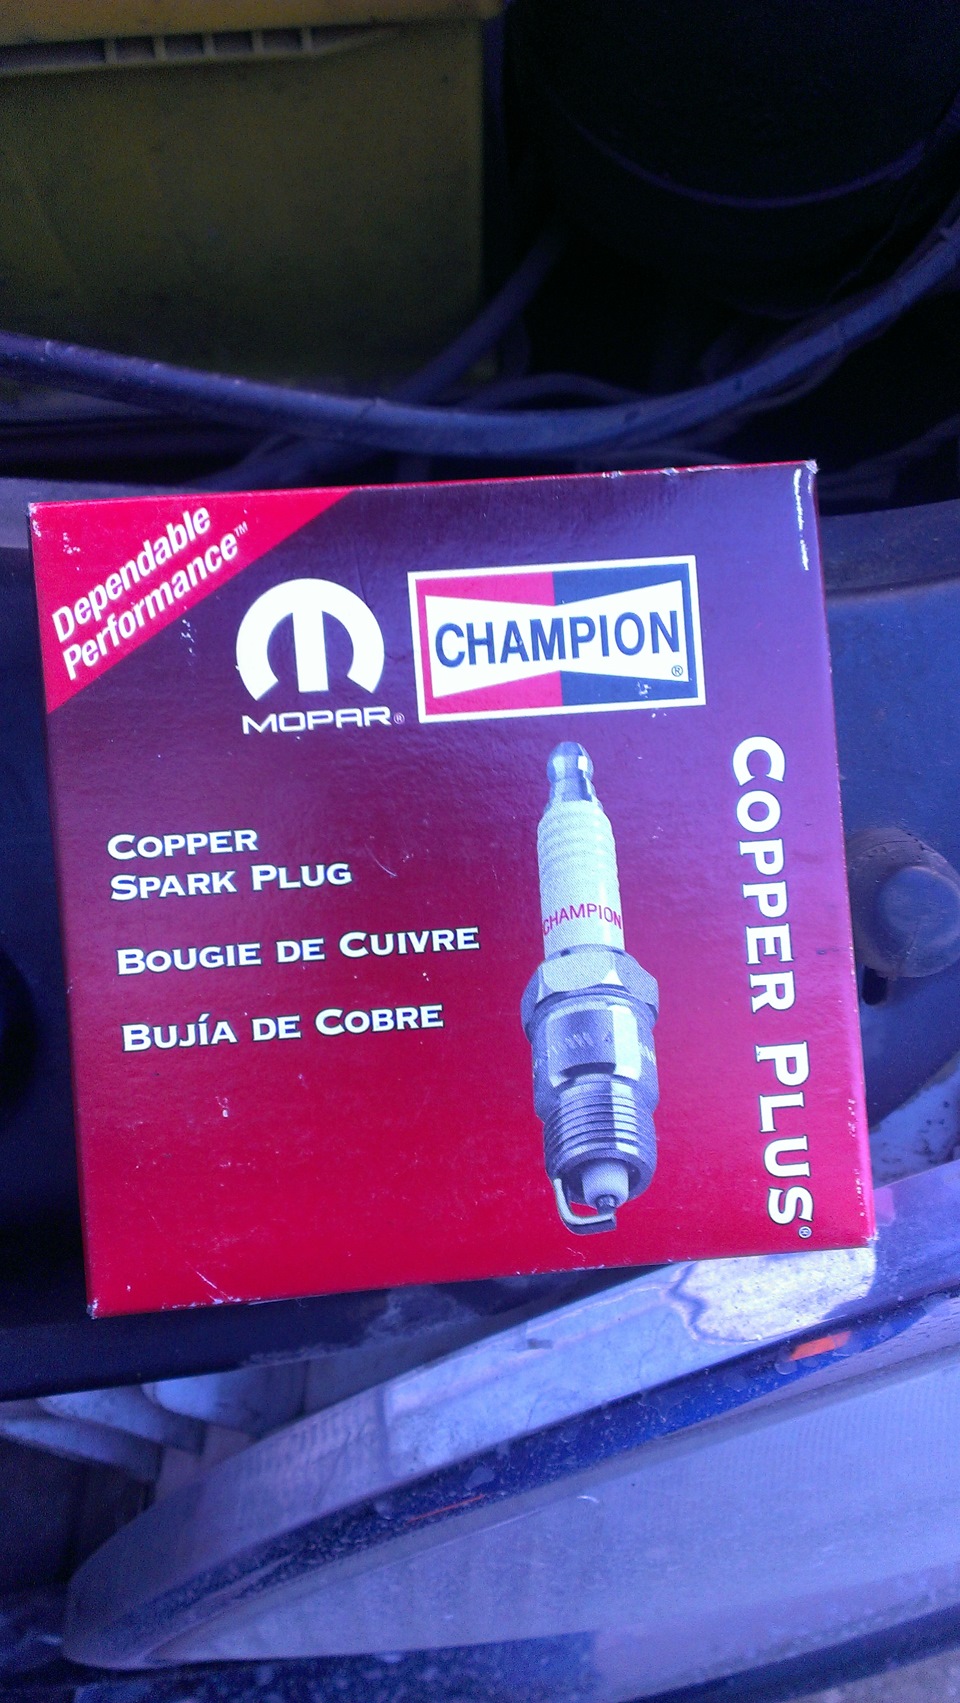 Dependable
Performance™
MOPAR®
CHAMPION
®
COPPER
SPARK PLUG
BOUGIE DE CUIVRE
BUJÍA DE COBRE
CHAMPION
COPPER PLUS®